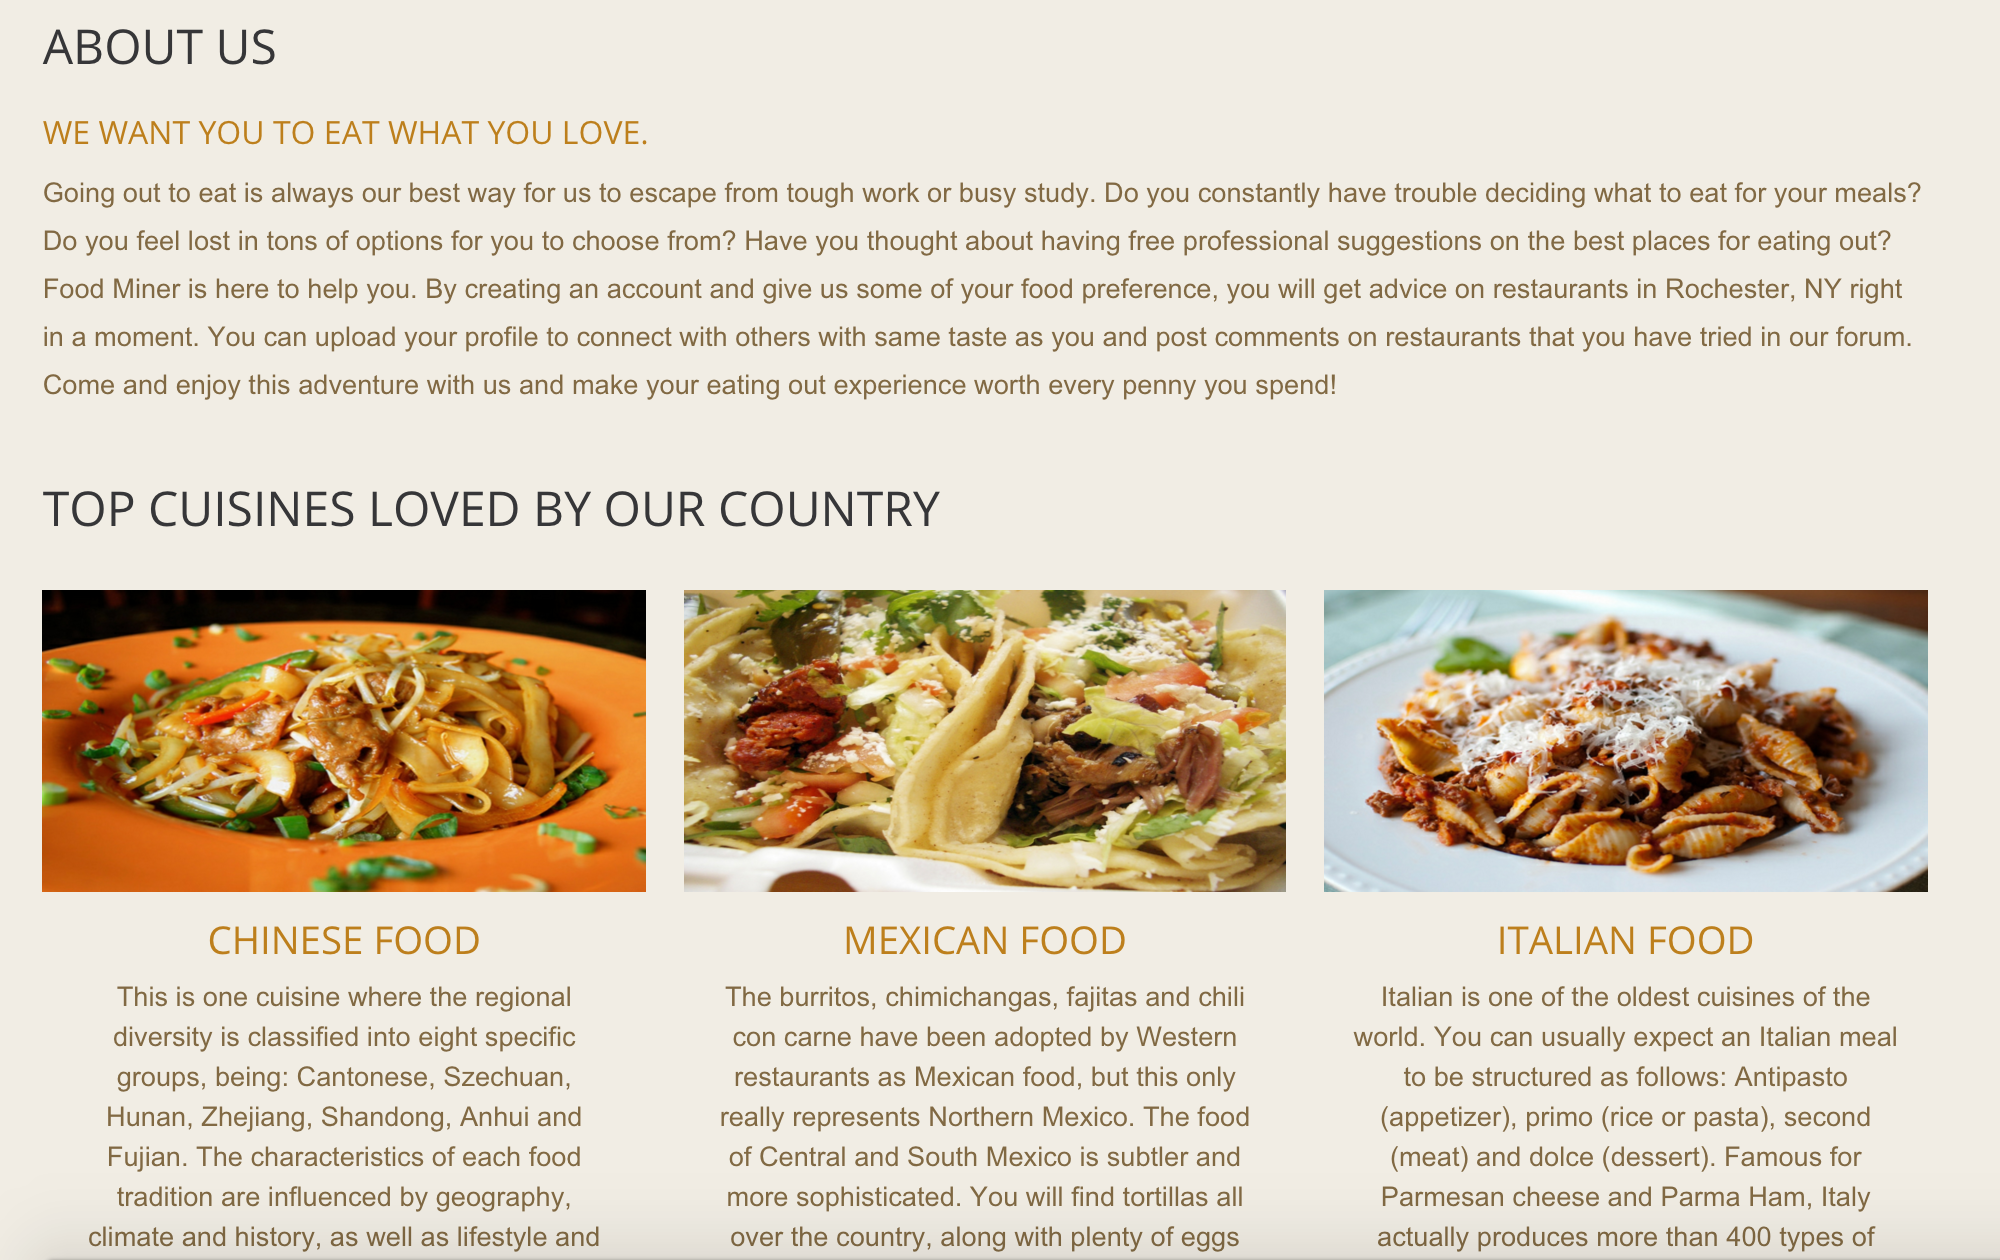 ABOUT US
WE WANT YOU TO EAT WHAT YOU LOVE.
Going out to eat is always our best way for us to escape from tough work or busy study. Do you constantly have trouble deciding what to eat for your meals?
Do you feel lost in tons of options for you to choose from? Have you thought about having free professional suggestions on the best places for eating out?
Food Miner is here to help you. By creating an account and give us some of your food preference, you will get advice on restaurants in Rochester, NY right
in a moment. You can upload your profile to connect with others with same taste as you and post comments on restaurants that you have tried in our forum.
Come and enjoy this adventure with us and make your eating out experience worth every penny you spend!
TOP CUISINES LOVED BY OUR COUNTRY
CHINESE FOOD
This is one cuisine where the regional
diversity is classified into eight specific
groups, being: Cantonese, Szechuan,
Hunan, Zhejiang, Shandong, Anhui and
Fujian. The characteristics of each food
tradition are influenced by geography,
climate and history, as well as lifestyle and
MEXICAN FOOD
The burritos, chimichangas, fajitas and chili
con carne have been adopted by Western
restaurants as Mexican food, but this only
really represents Northern Mexico. The food
of Central and South Mexico is subtler and
more sophisticated. You will find tortillas all
over the country, along with plenty of eggs
ITALIAN FOOD
Italian is one of the oldest cuisines of the
world. You can usually expect an Italian meal
to be structured as follows: Antipasto
(appetizer), primo (rice or pasta), second
(meat) and dolce (dessert). Famous for
Parmesan cheese and Parma Ham, Italy
actually produces more than 400 types of